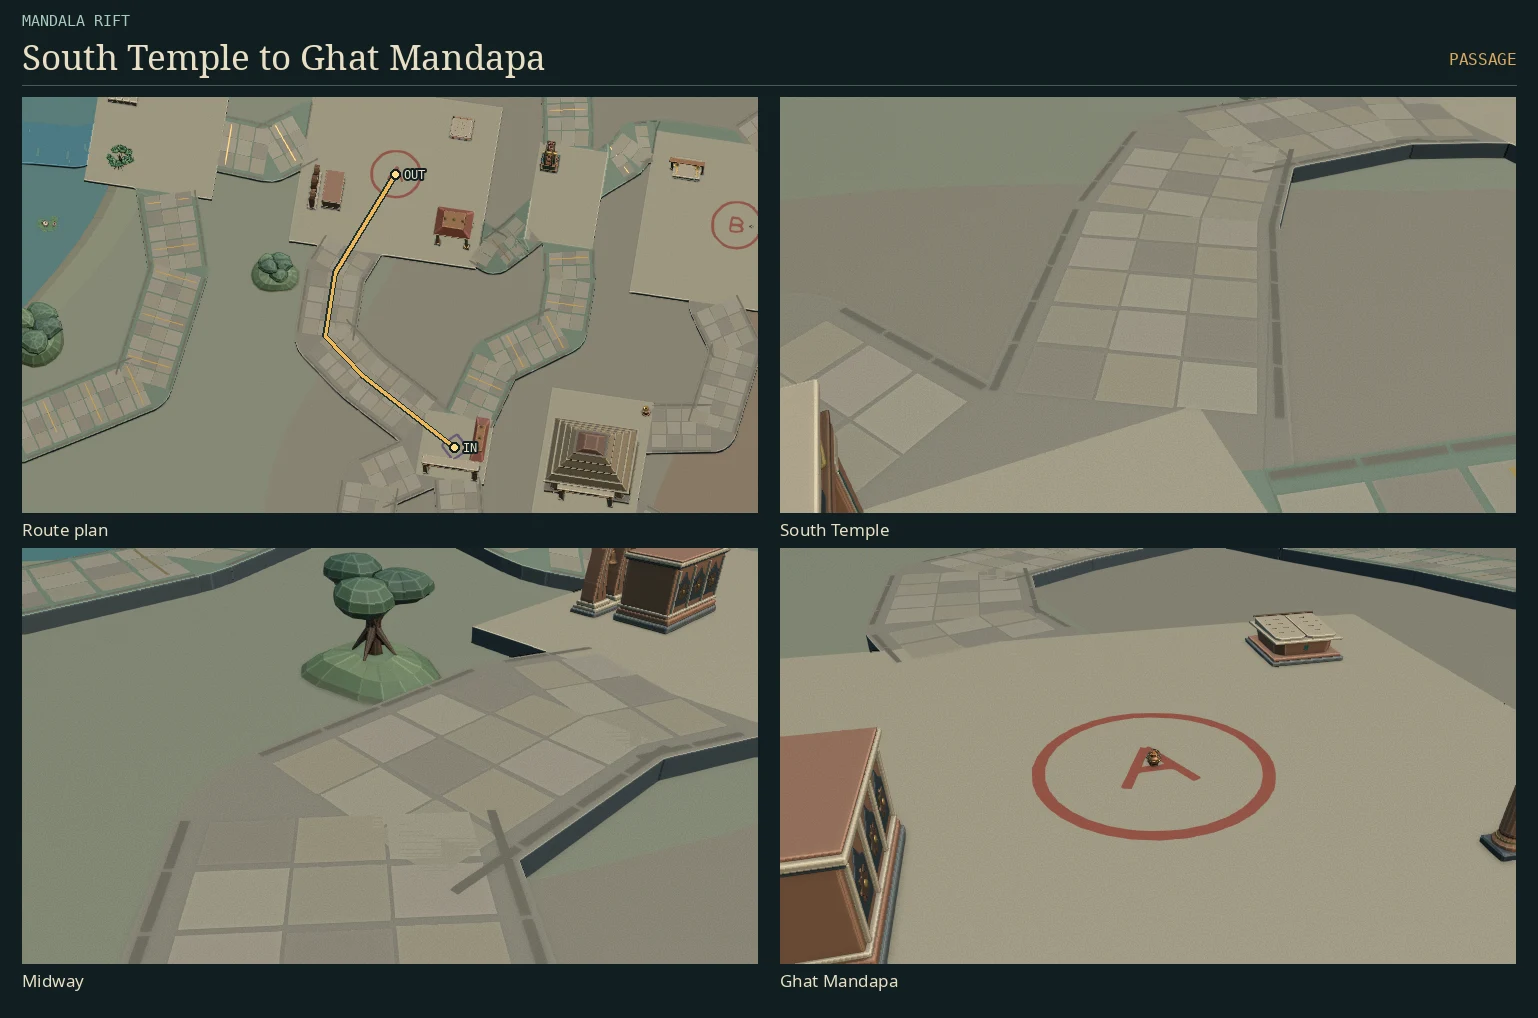 MANDALA RIFT
South Temple to Ghat Mandapa
PASSAGE
OUT
B
IN
Route plan
South Temple
A
Midway
Ghat Mandapa